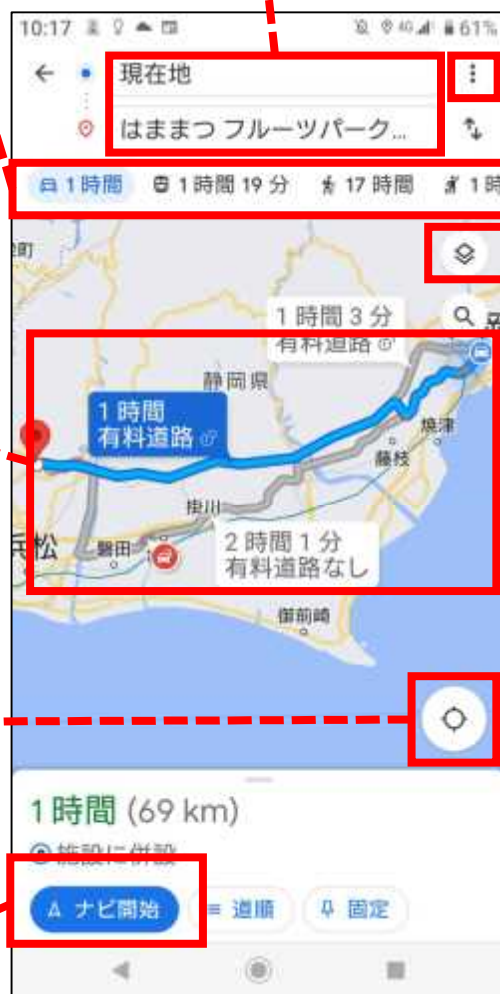 10:17 4G 61%
現在地
はままつ フルーツパーク...
1 時間 1 時間 19 分 17 時間 1 時
1 時間 3 分
有料道路
静岡県
1 時間
有料道路
焼津
藤枝
掛川
浜松
磐田
2 時間 1 分
有料道路なし
御前崎
1 時間 (69 km)
施設に併設
ナビ開始 道順 固定